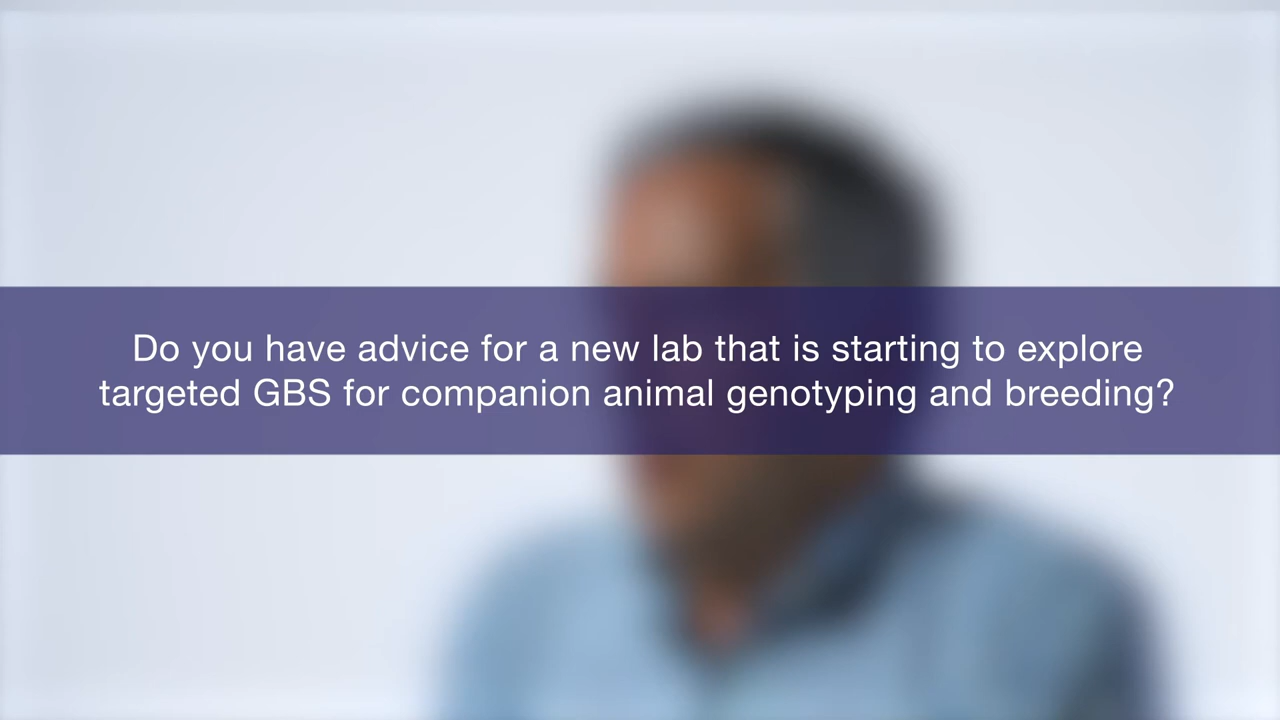 Do you have advice for a new lab that is starting to explore
targeted GBS for companion animal genotyping and breeding?